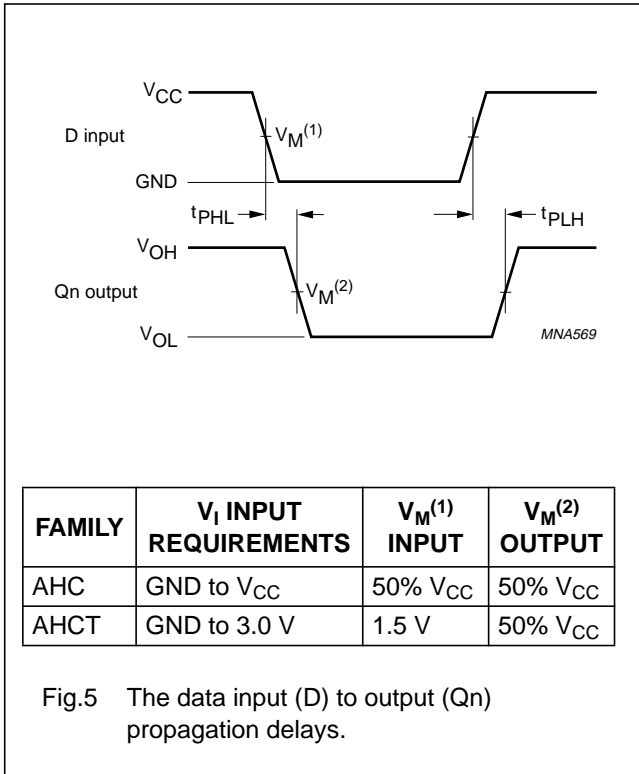 VCC
D input
VM(1)
GND
tPHL
tPLH
VOH
Qn output
VM(2)
VOL
MNA569
FAMILY VI INPUT REQUIREMENTS VM(1) INPUT VM(2) OUTPUT
AHC GND to VCC 50% VCC 50% VCC
AHCT GND to 3.0 V 1.5 V 50% VCC
Fig.5 The data input (D) to output (Qn)
propagation delays.